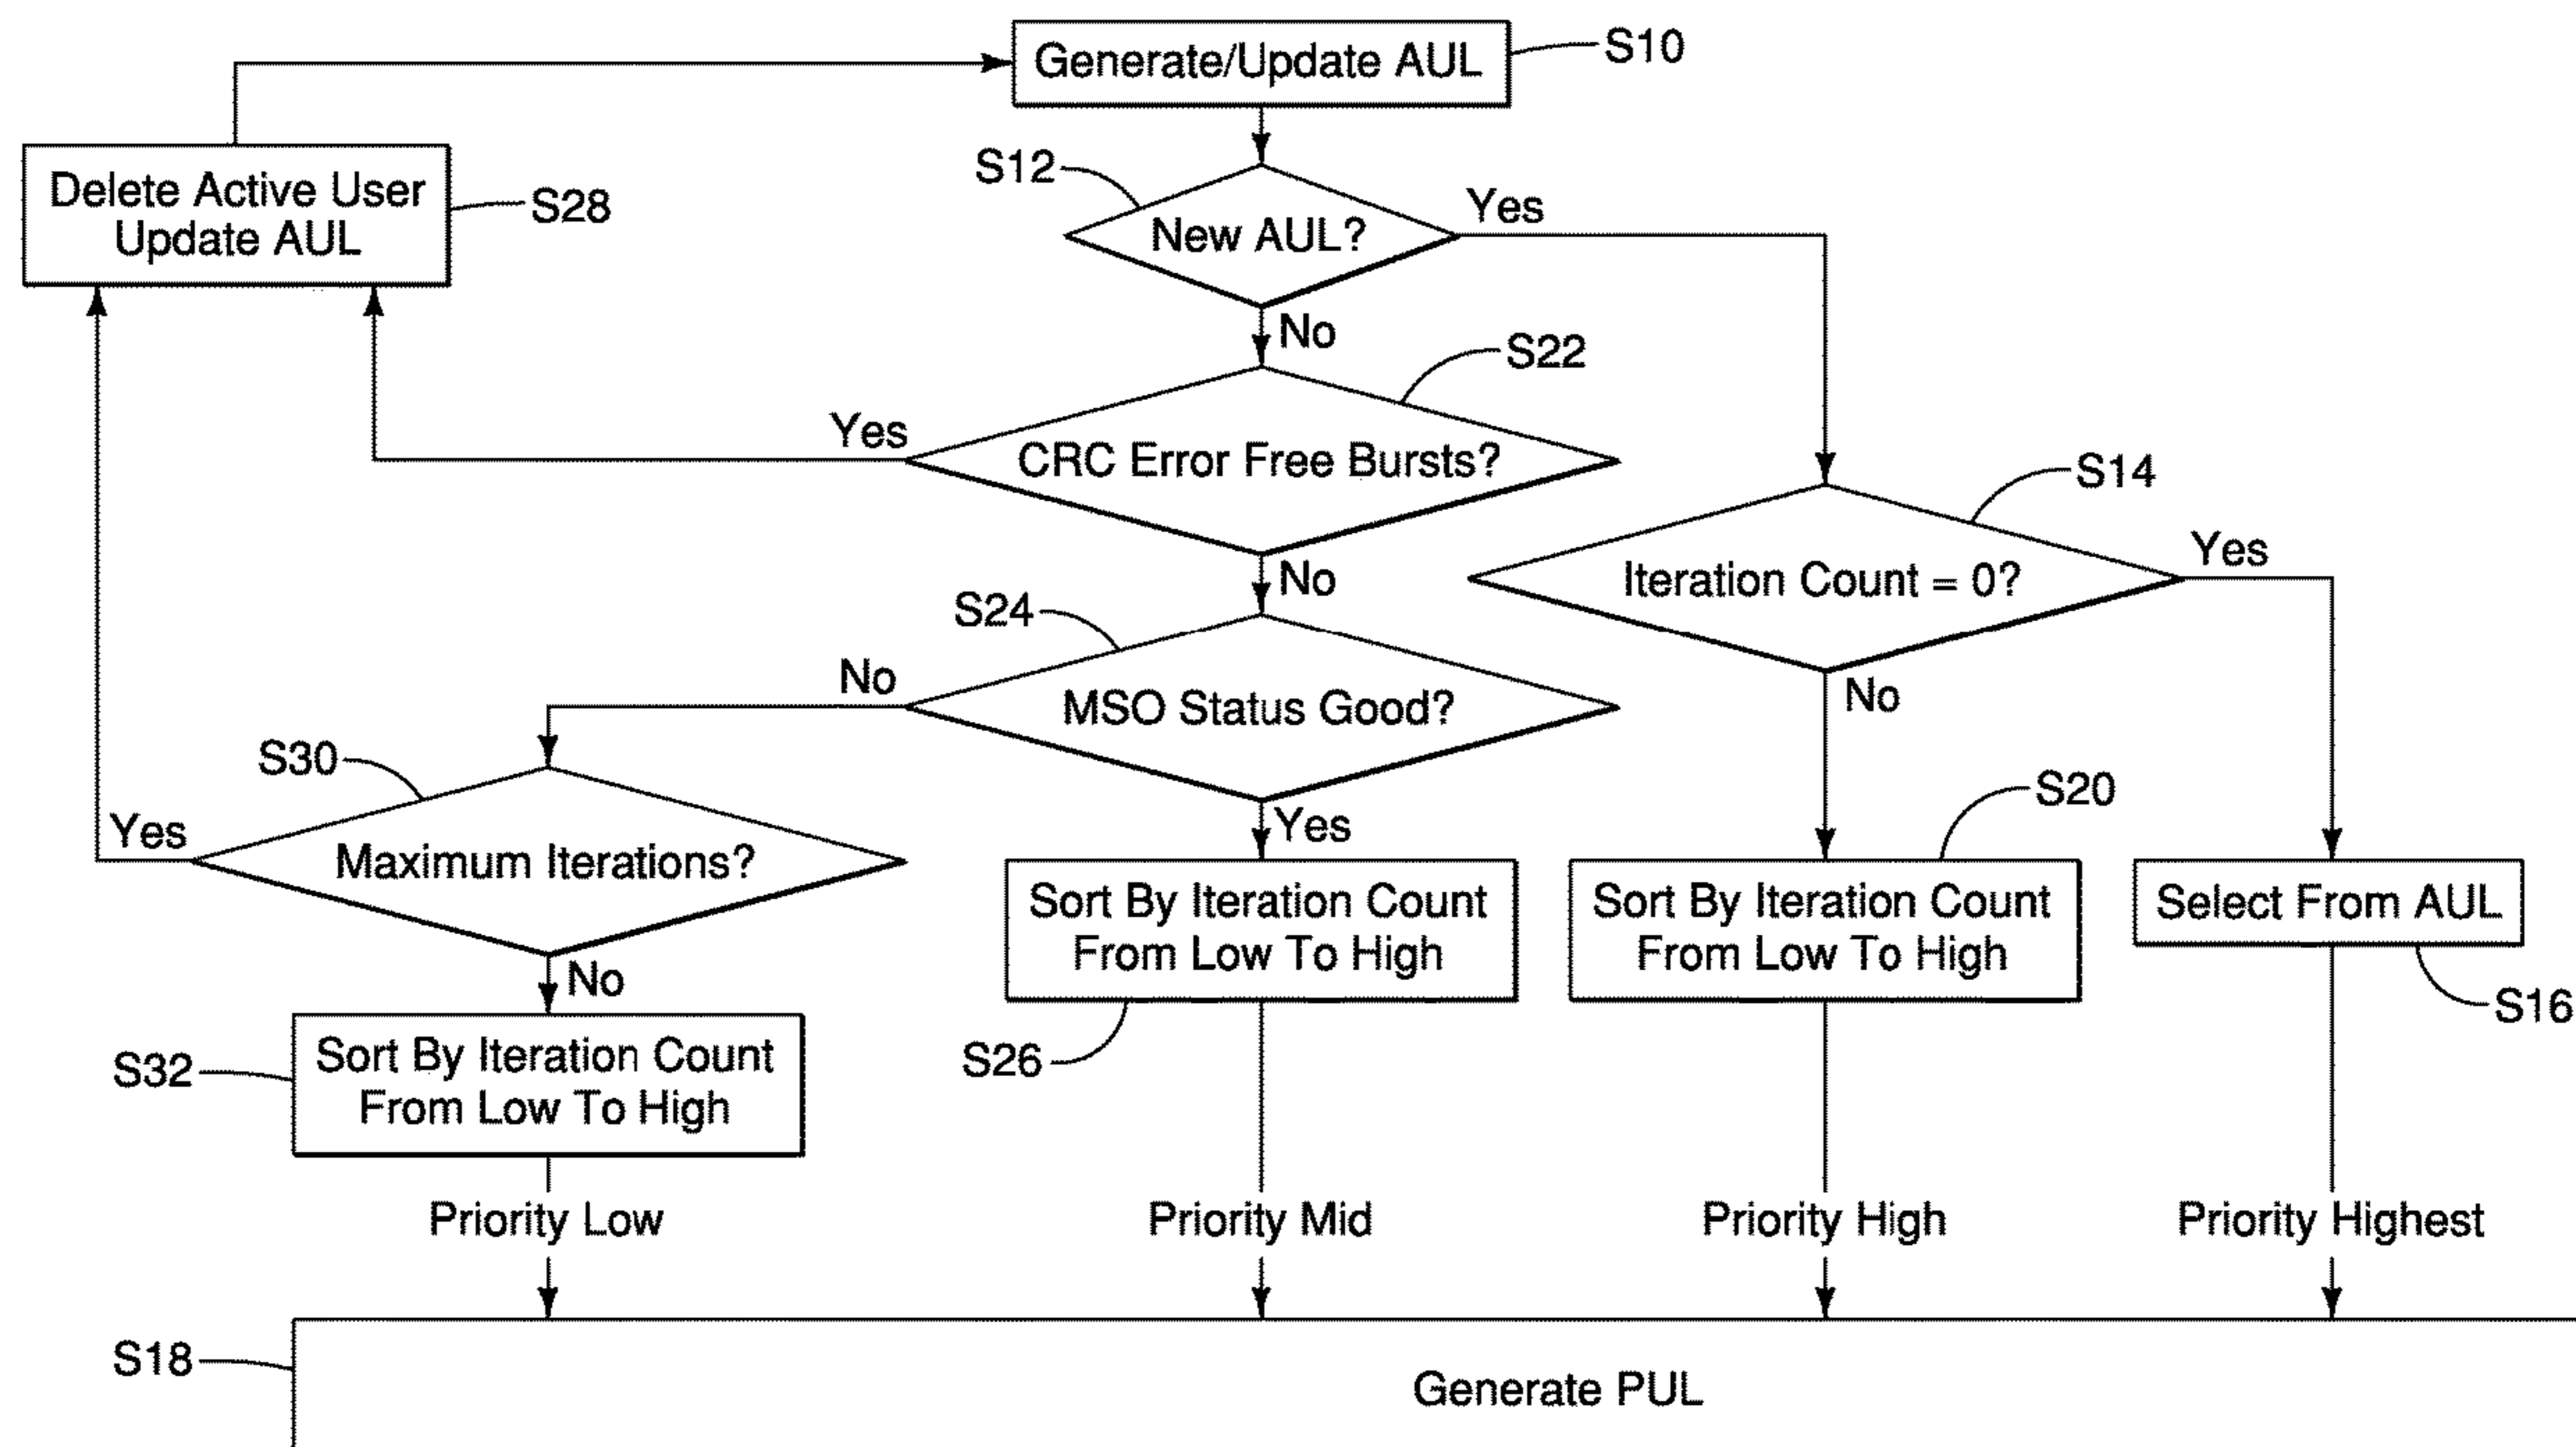 Generate/Update AUL
S10
Delete Active User
Update AUL
S28
S12
New AUL?
Yes
No
S22
CRC Error Free Bursts?
Yes
No
S14
Iteration Count = 0?
Yes
No
S24
MSO Status Good?
No
Yes
S30
Maximum Iterations?
Yes
No
S20
Sort By Iteration Count
From Low To High
S26
Sort By Iteration Count
From Low To High
Select From AUL
S16
S32
Sort By Iteration Count
From Low To High
Priority Low
Priority Mid
Priority High
Priority Highest
S18
Generate PUL